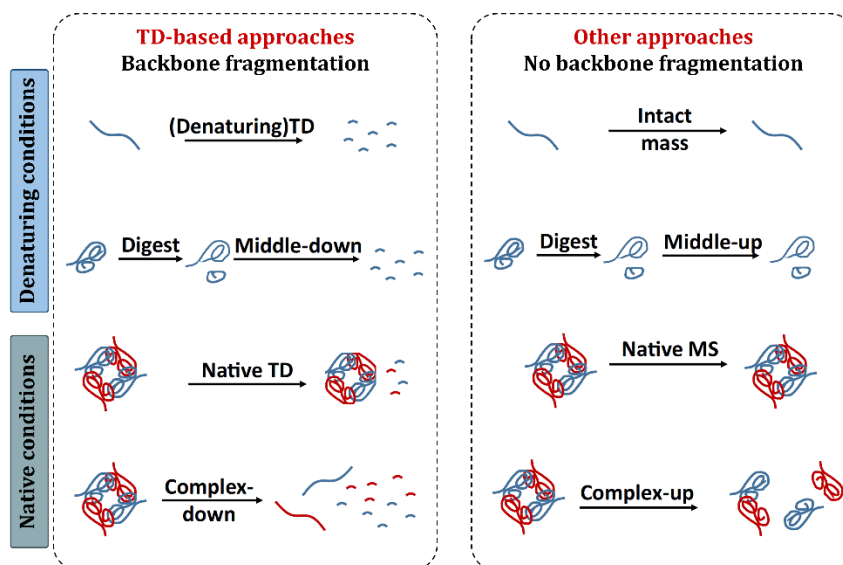 TD-based approaches
Backbone fragmentation
Other approaches
No backbone fragmentation
Denaturing conditions
(Denaturing)TD
Intact
mass
Digest
Middle-down
Digest
Middle-up
Native conditions
Native TD
Native MS
Complex-
down
Complex-up